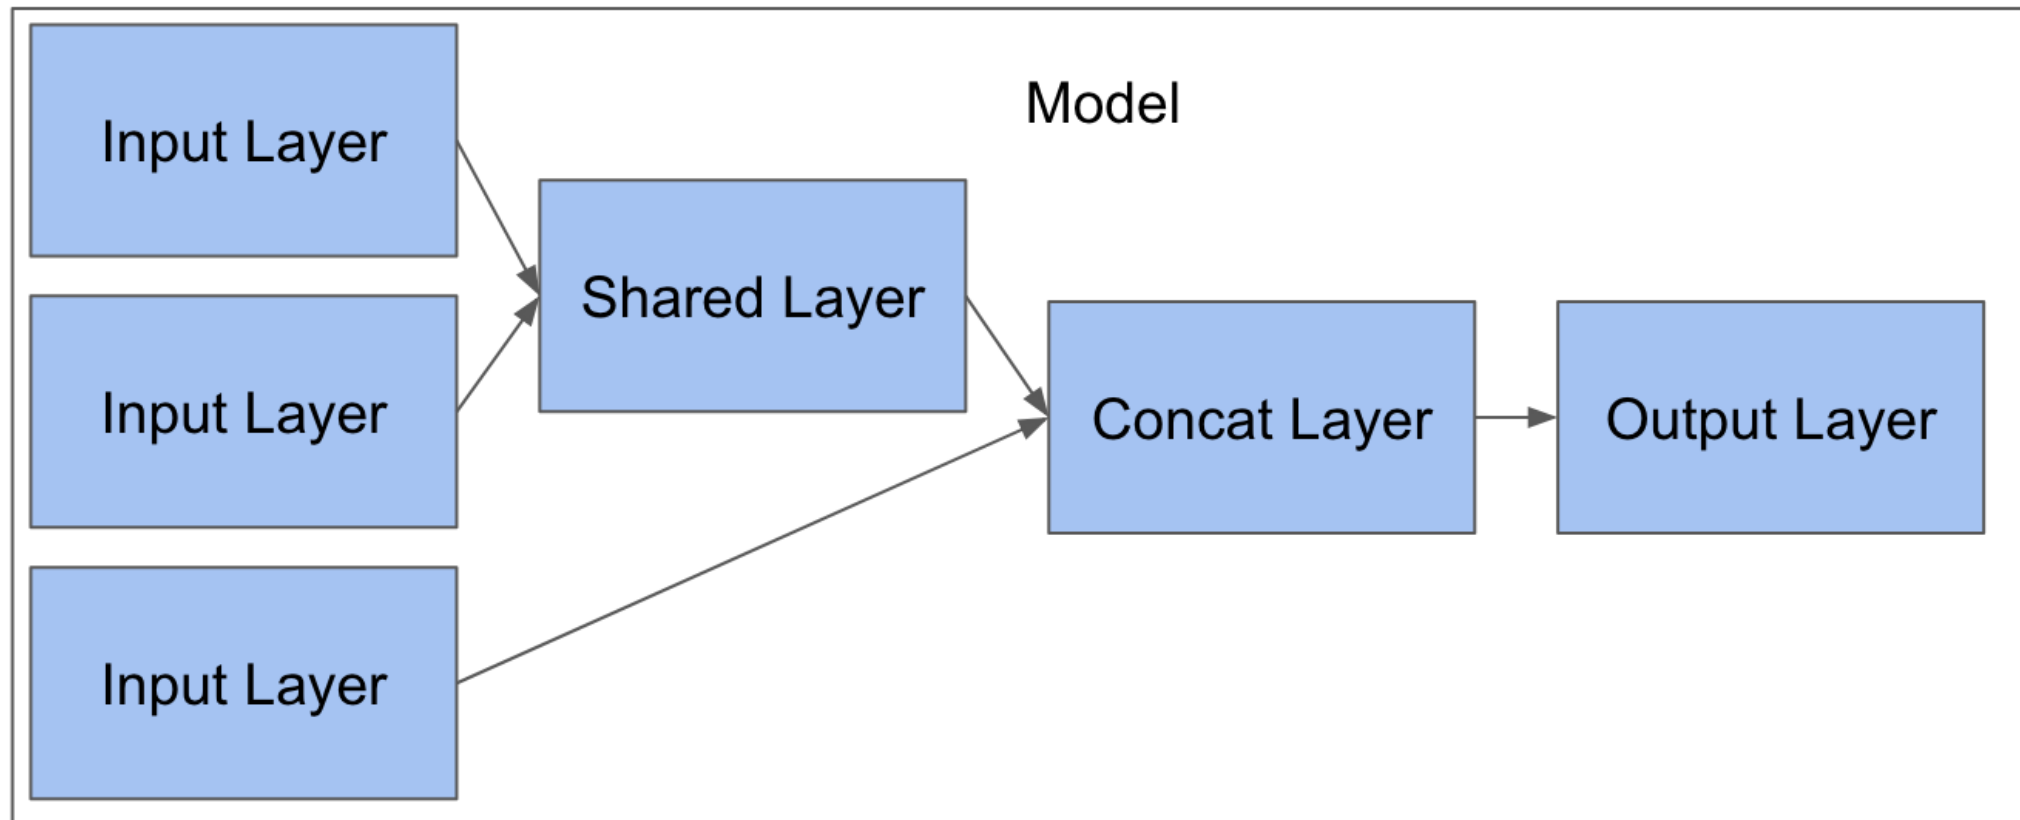 Model
Input Layer
Input Layer
Input Layer
Shared Layer
Concat Layer
Output Layer